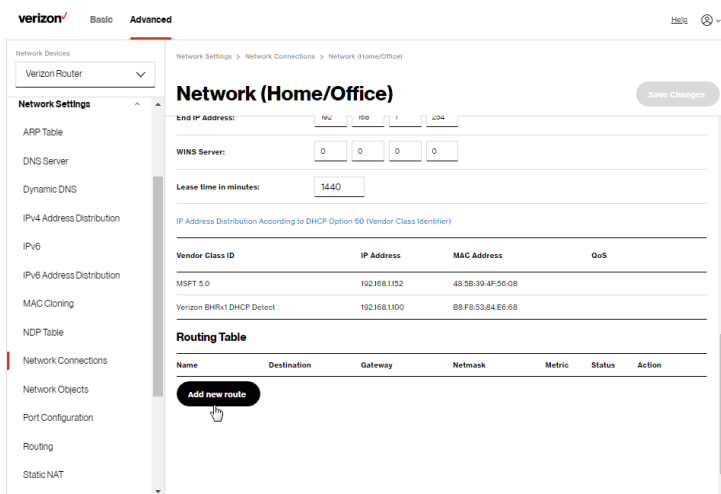 verizon Basic Advanced Help
Network Devices
Verizon Router
Network Settings
ARP Table
DNS Server
Dynamic DNS
IPv4 Address Distribution
IPv6
IPv6 Address Distribution
MAC Cloning
NDP Table
Network Connections
Network Objects
Port Configuration
Routing
Static NAT
Network Settings > Network Connections > Network (Home/Office)
Network (Home/Office) Save Changes
End IP Address: 192 168 1 254
WINS Server: 0 0 0 0
Lease time in minutes: 1440
IP Address Distribution According to DHCP Option 60 (Vendor Class Identifier)
Vendor Class ID IP Address MAC Address QoS
MSFT 5.0 192.168.1.152 48:5B:39:4F:56:08
Verizon BHRx1 DHCP Detect 192.168.1.100 B8:F8:53:84:E6:68
Routing Table
Name Destination Gateway Netmask Metric Status Action
Add new route